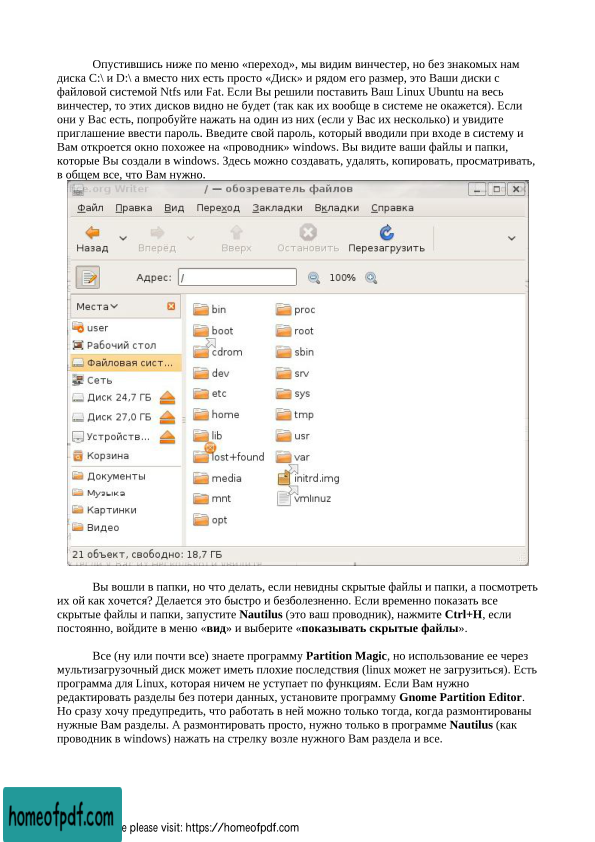 Опустившись ниже по меню «переход», мы видим винчестер, но без знакомых нам
диска C:\ и D:\ а вместо них есть просто «Диск» и рядом его размер, это Ваши диски с
файловой системой Ntfs или Fat. Если Вы решили поставить Ваш Linux Ubuntu на весь
винчестер, то этих дисков видно не будет (так как их вообще в системе не окажется). Если
они у Вас есть, попробуйте нажать на один из них (если у Вас их несколько) и увидите
приглашение ввести пароль. Введите свой пароль, который вводили при входе в систему и
Вам откроется окно похожее на «проводник» windows. Вы видите ваши файлы и папки,
которые Вы создали в windows. Здесь можно создавать, удалять, копировать, просматривать,
в общем все, что Вам нужно.
e.org Writer / — обозреватель файлов
Файл Правка Вид Переход Закладки Вкладки Справка
Назад Вперёд Вверх Остановить Перезагрузить
Адрес: / 100%
Места
user
Рабочий стол
Файловая сист...
Сеть
Диск 24,7 ГБ
Диск 27,0 ГБ
Устройств...
Корзина
Документы
Музыка
Картинки
Видео
bin proc
boot root
cdrom sbin
dev srv
etc sys
home tmp
lib usr
lost+found var
media initrd.img
mnt vmlinuz
opt
21 объект, свободно: 18,7 ГБ
Вы вошли в папки, но что делать, если невидны скрытые файлы и папки, а посмотреть
их ой как хочется? Делается это быстро и безболезненно. Если временно показать все
скрытые файлы и папки, запустите Nautilus (это ваш проводник), нажмите Ctrl+H, если
постоянно, войдите в меню «вид» и выберите «показывать скрытые файлы».
Все (ну или почти все) знаете программу Partition Magic, но использование ее через
мультизагрузочный диск может иметь плохие последствия (linux может не загрузиться). Есть
программа для Linux, которая ничем не уступает по функциям. Если Вам нужно
редактировать разделы без потери данных, установите программу Gnome Partition Editor.
Но сразу хочу предупредить, что работать в ней можно только тогда, когда размонтированы
нужные Вам разделы. А размонтировать просто, нужно только в программе Nautilus (как
проводник в windows) нажать на стрелку возле нужного Вам раздела и все.
homeofpdf.com
e please visit: https://homeofpdf.com